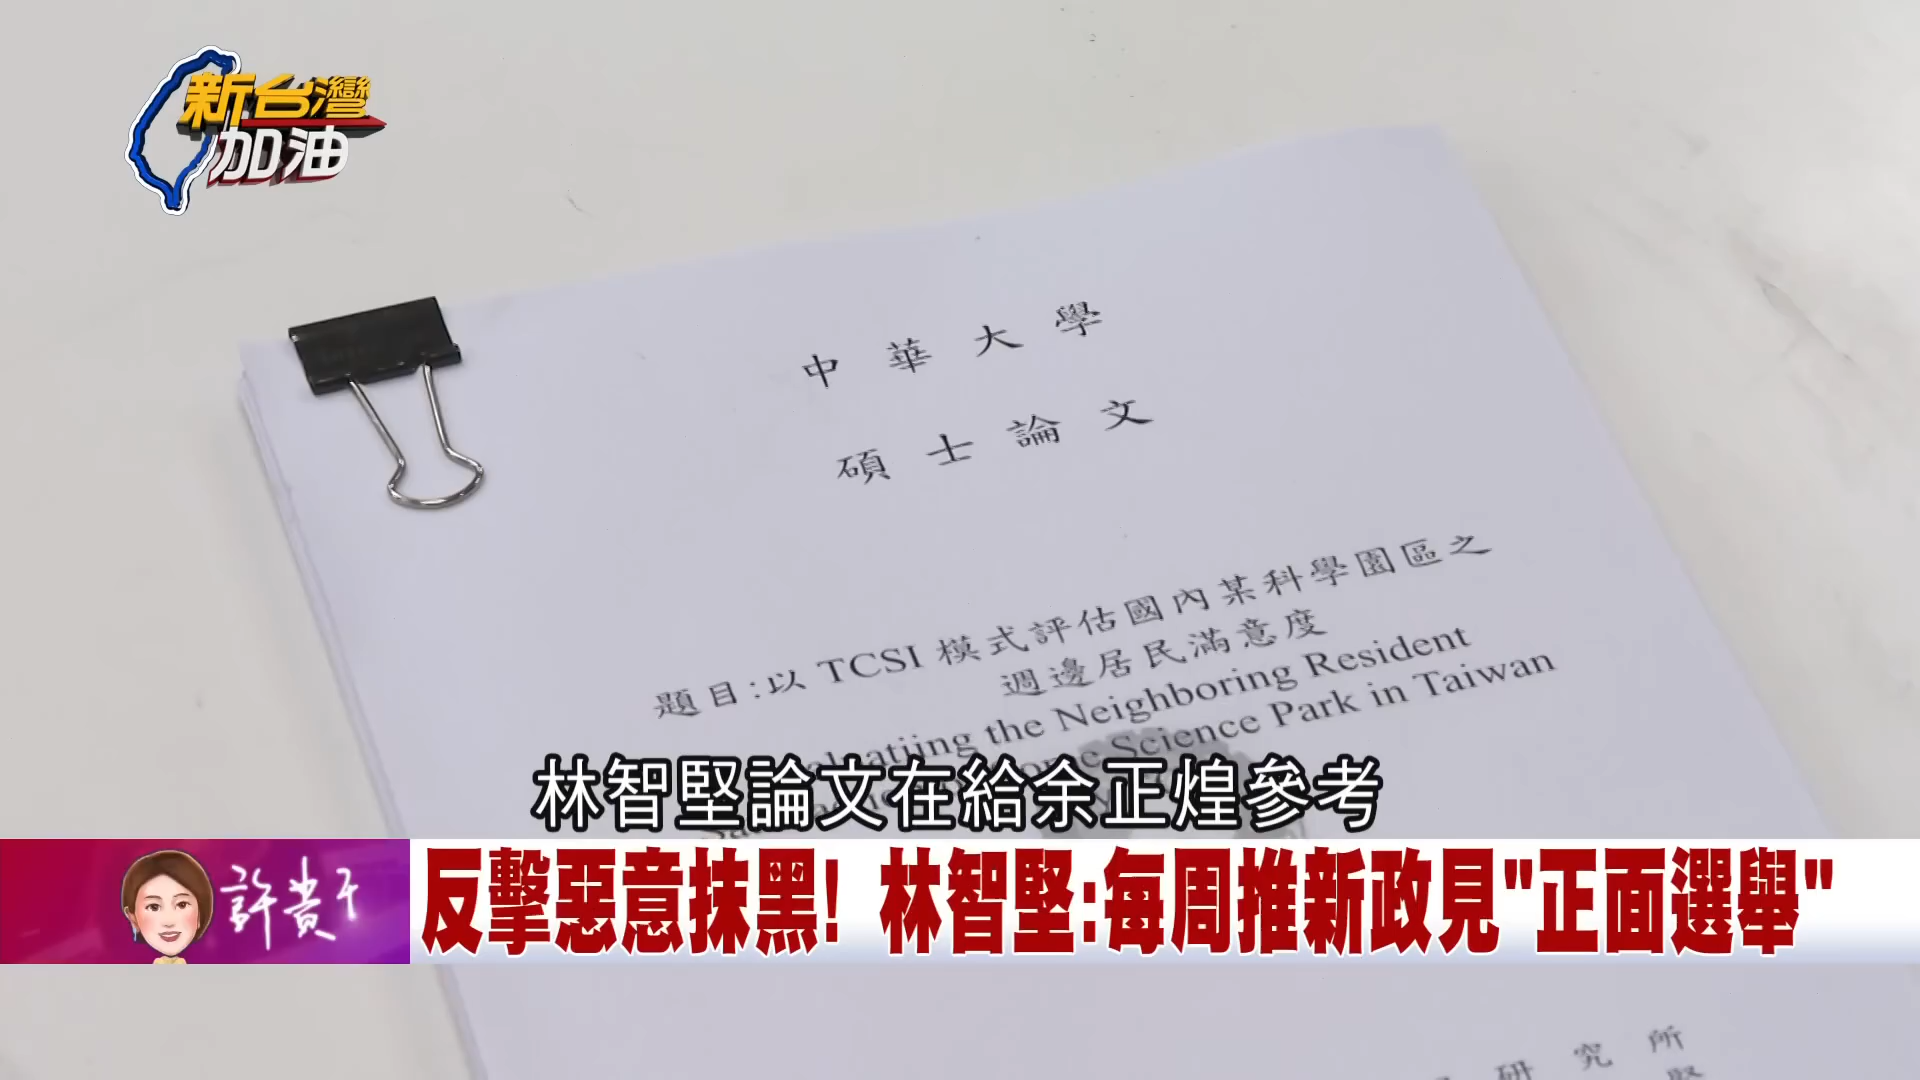 新台灣
加油
中華大學
碩士論文
題目:以 TCSI 模式評估國內某科學園區之
週邊居民滿意度
the Neighboring Resident
Science Park in Taiwan
林智堅論文在給余正煌參考
許貴
反擊惡意抹黑! 林智堅:每周推新政見"正面選舉"
研究所